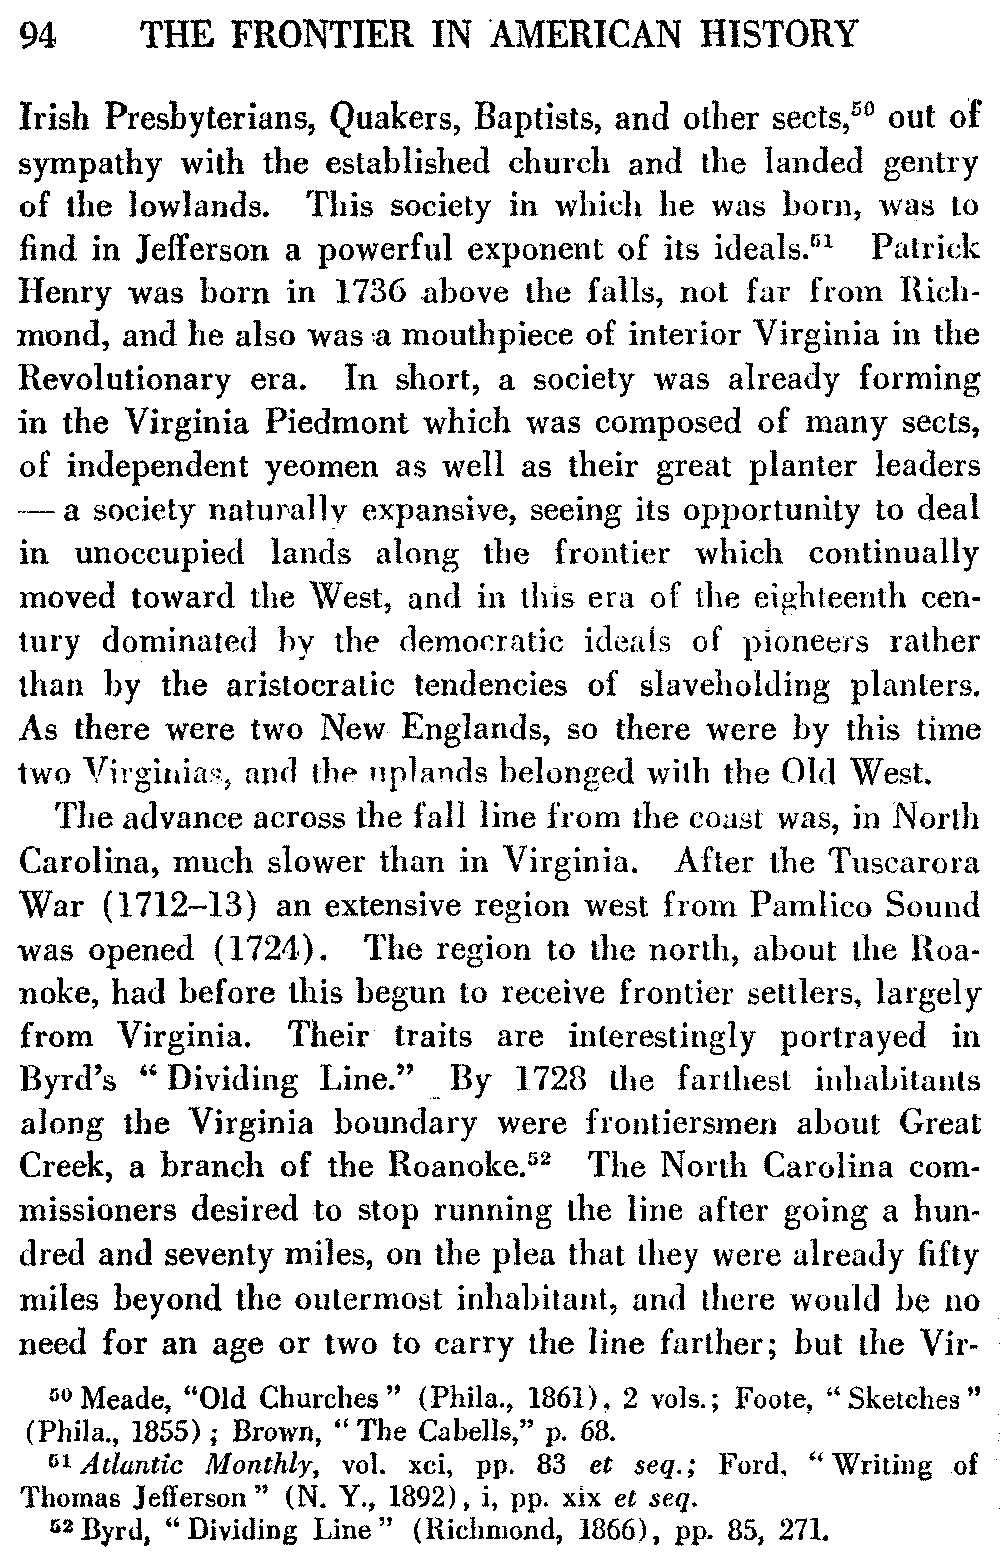 94 THE FRONTIER IN AMERICAN HISTORY
Irish Presbyterians, Quakers, Baptists, and other sects,⁵⁰ out of
sympathy with the established church and the landed gentry
of the lowlands. This society in which he was born, was to
find in Jefferson a powerful exponent of its ideals.⁵¹ Patrick
Henry was born in 1736 above the falls, not far from Rich-
mond, and he also was a mouthpiece of interior Virginia in the
Revolutionary era. In short, a society was already forming
in the Virginia Piedmont which was composed of many sects,
of independent yeomen as well as their great planter leaders
— a society naturally expansive, seeing its opportunity to deal
in unoccupied lands along the frontier which continually
moved toward the West, and in this era of the eighteenth cen-
tury dominated by the democratic ideals of pioneers rather
than by the aristocratic tendencies of slaveholding planters.
As there were two New Englands, so there were by this time
two Virginias, and the uplands belonged with the Old West.
The advance across the fall line from the coast was, in North
Carolina, much slower than in Virginia. After the Tuscarora
War (1712–13) an extensive region west from Pamlico Sound
was opened (1724). The region to the north, about the Roa-
noke, had before this begun to receive frontier settlers, largely
from Virginia. Their traits are interestingly portrayed in
Byrd's “ Dividing Line.” By 1728 the farthest inhabitants
along the Virginia boundary were frontiersmen about Great
Creek, a branch of the Roanoke.⁵² The North Carolina com-
missioners desired to stop running the line after going a hun-
dred and seventy miles, on the plea that they were already fifty
miles beyond the outermost inhabitant, and there would be no
need for an age or two to carry the line farther; but the Vir-
⁵⁰ Meade, “Old Churches ” (Phila., 1861), 2 vols.; Foote, “ Sketches ”
(Phila., 1855) ; Brown, “ The Cabells,” p. 68.
⁵¹ Atlantic Monthly, vol. xci, pp. 83 et seq.; Ford, “ Writing of
Thomas Jefferson ” (N. Y., 1892), i, pp. xix et seq.
⁵² Byrd, “ Dividing Line ” (Richmond, 1866), pp. 85, 271.